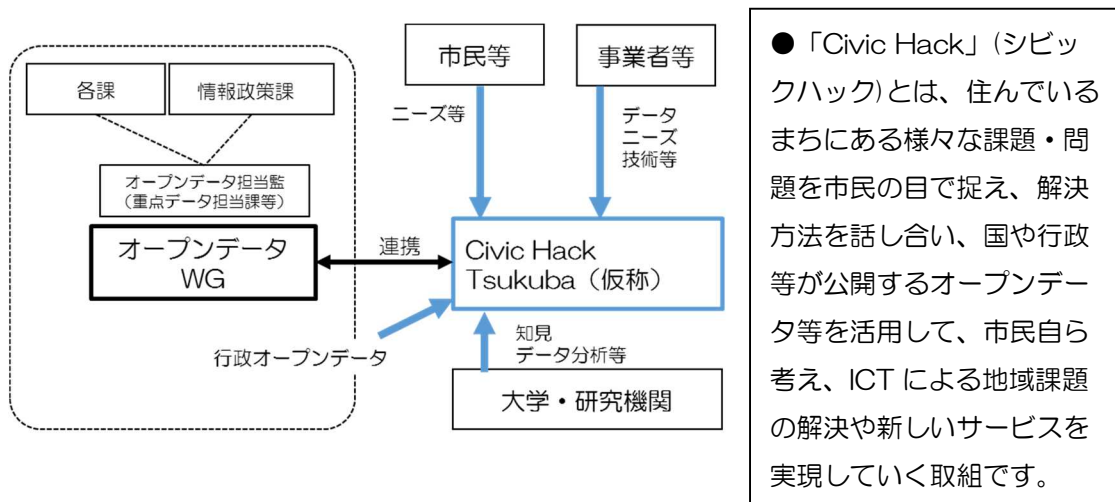 各課
情報政策課
オープンデータ担当監
(重点データ担当課等)
オープンデータ
WG
連携
行政オープンデータ
市民等
ニーズ等
事業者等
データ
ニーズ
技術等
Civic Hack
Tsukuba(仮称)
知見
データ分析等
大学・研究機関
●「Civic Hack」(シビッ
クハック)とは、住んでいる
まちにある様々な課題・問
題を市民の目で捉え、解決
方法を話し合い、国や行政
等が公開するオープンデー
タ等を活用して、市民自ら
考え、ICT による地域課題
の解決や新しいサービスを
実現していく取組です。